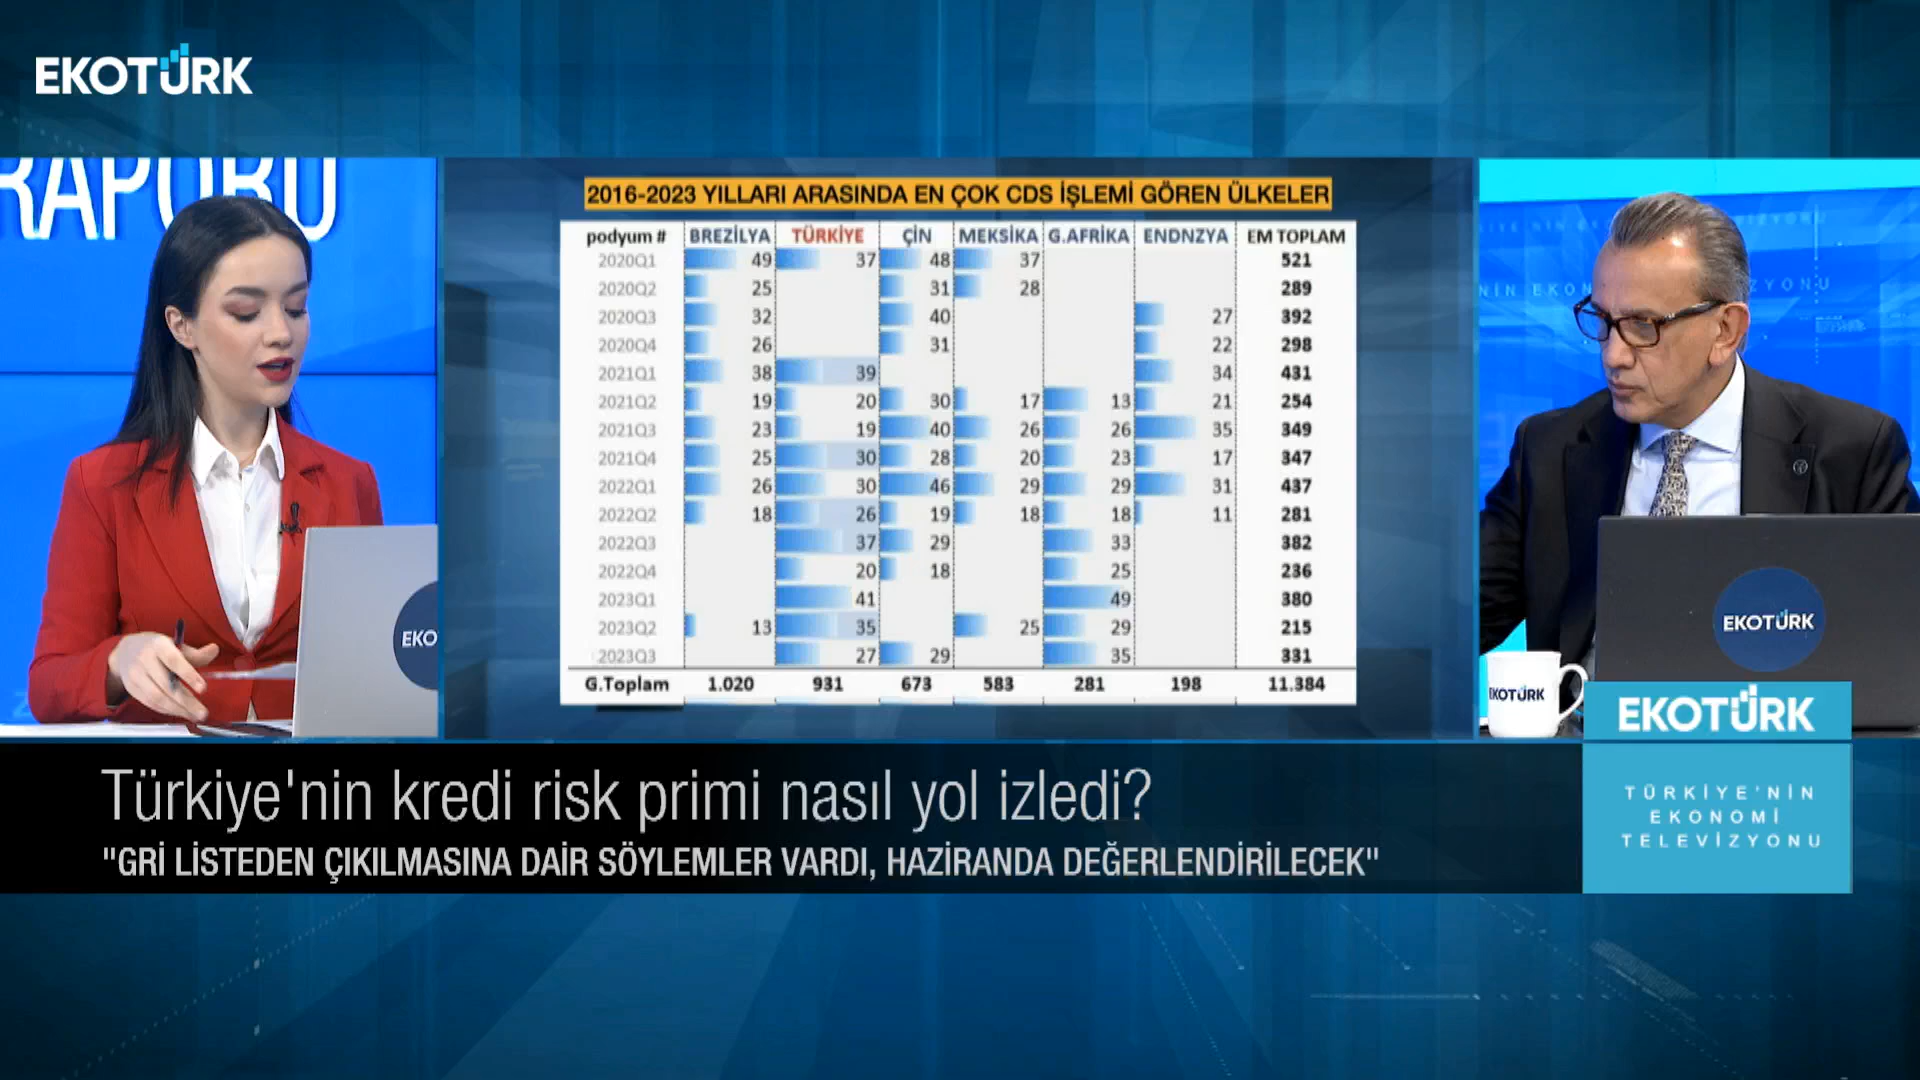 EKOTÜRK
RAPORU
2016-2023 YILLARI ARASINDA EN ÇOK CDS İŞLEMİ GÖREN ÜLKELER
podyum # BREZİLYA TÜRKİYE ÇİN MEKSİKA G.AFRİKA ENDNZYA EM TOPLAM
2020Q1 49 37 48 37 521
2020Q2 25 31 28 289
2020Q3 32 40 27 392
2020Q4 26 31 22 298
2021Q1 38 39 34 431
2021Q2 19 20 30 17 13 21 254
2021Q3 23 19 40 26 26 35 349
2021Q4 25 30 28 20 23 17 347
2022Q1 26 30 46 29 29 31 437
2022Q2 18 26 19 18 18 11 281
2022Q3 37 29 33 382
2022Q4 20 18 25 236
2023Q1 41 49 380
2023Q2 13 35 25 29 215
2023Q3 27 29 35 331
G.Toplam 1.020 931 673 583 281 198 11.384
EKO
EKOTÜRK
EKOTÜRK
EKOTÜRK
TÜRKİYE'NİN
EKONOMİ
TELEVİZYONU
Türkiye'nin kredi risk primi nasıl yol izledi?
"GRİ LİSTEDEN ÇIKILMASINA DAİR SÖYLEMLER VARDI, HAZİRANDA DEĞERLENDİRİLECEK"